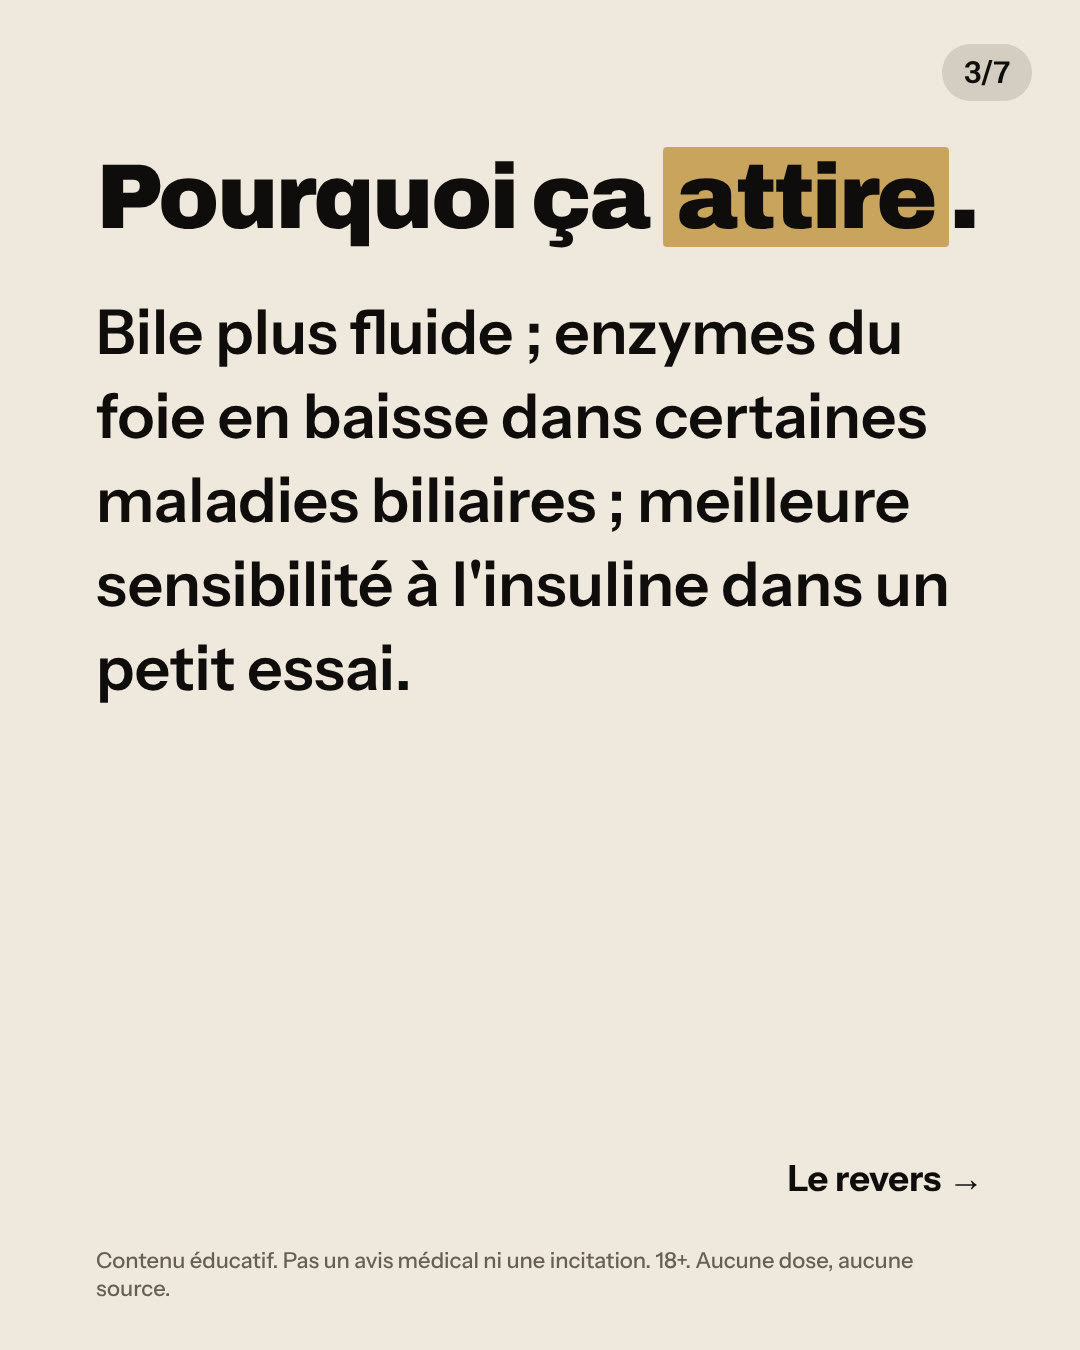 3/7
Pourquoi ça attire.
Bile plus fluide ; enzymes du
foie en baisse dans certaines
maladies biliaires ; meilleure
sensibilité à l'insuline dans un
petit essai.
Le revers →
Contenu éducatif. Pas un avis médical ni une incitation. 18+. Aucune dose, aucune
source.